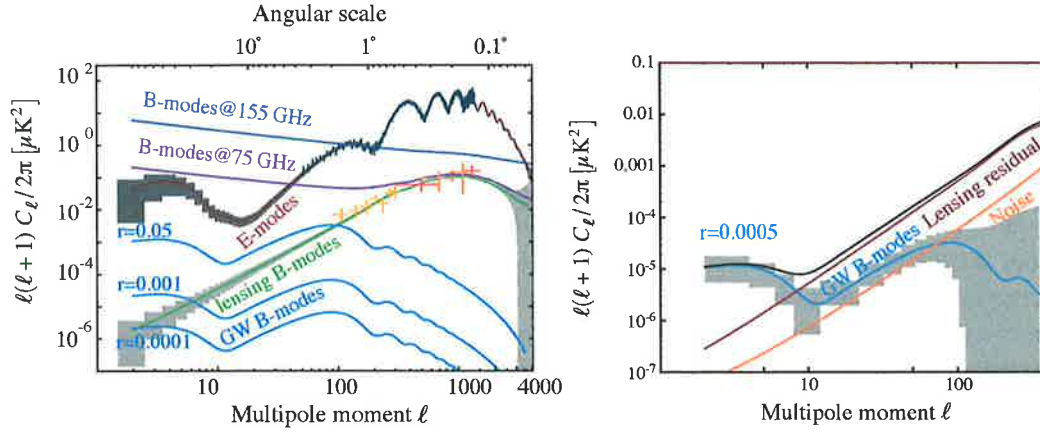 Angular scale
10° 1° 0.1°
ℓ(ℓ+1) Cℓ/2π [μK²]
10²
10⁰
10⁻²
10⁻⁴
10⁻⁶
B-modes@155 GHz
B-modes@75 GHz
E-modes
r=0.05
lensing B-modes
r=0.001
GW B-modes
r=0.0001
10 100 1000 4000
Multipole moment ℓ
ℓ(ℓ+1) Cℓ/2π [μK²]
0.1
0.01
0,001
10⁻⁴
10⁻⁵
10⁻⁶
10⁻⁷
Lensing residual
Noise
r=0.0005
GW B-modes
10 100
Multipole moment ℓ